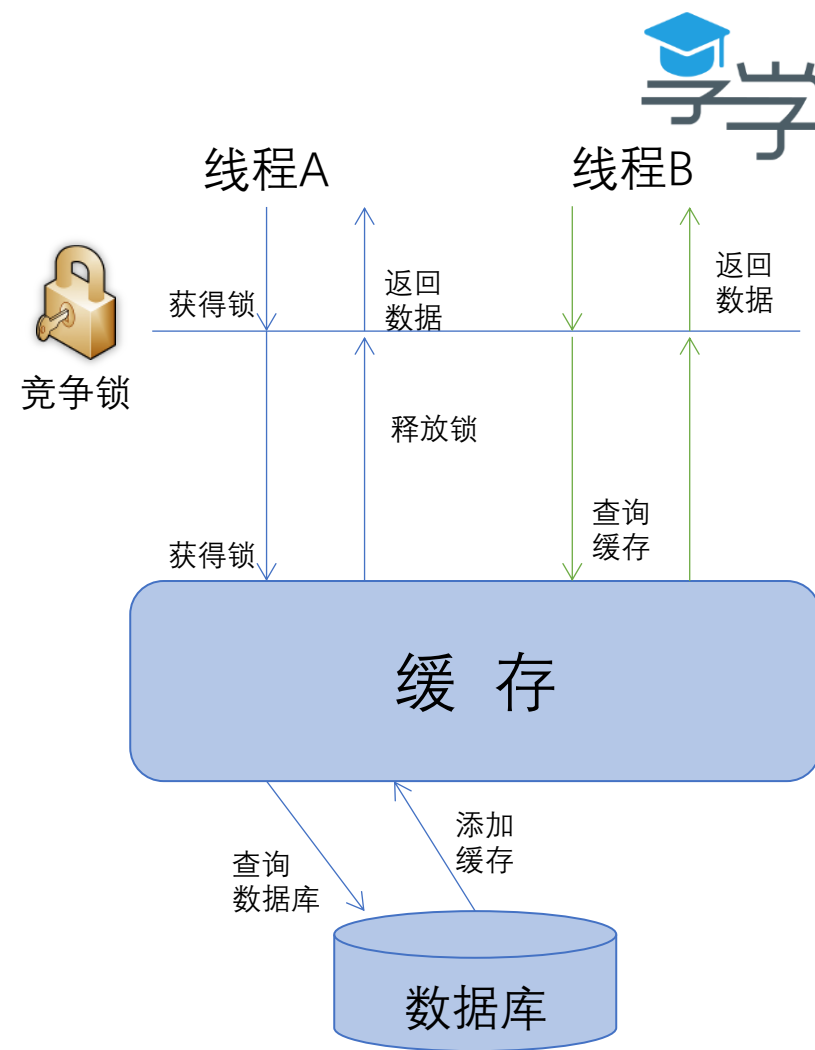 享学
线程A
线程B
获得锁
返回
数据
返回
数据
竞争锁
释放锁
获得锁
查询
缓存
缓 存
查询
数据库
添加
缓存
数据库